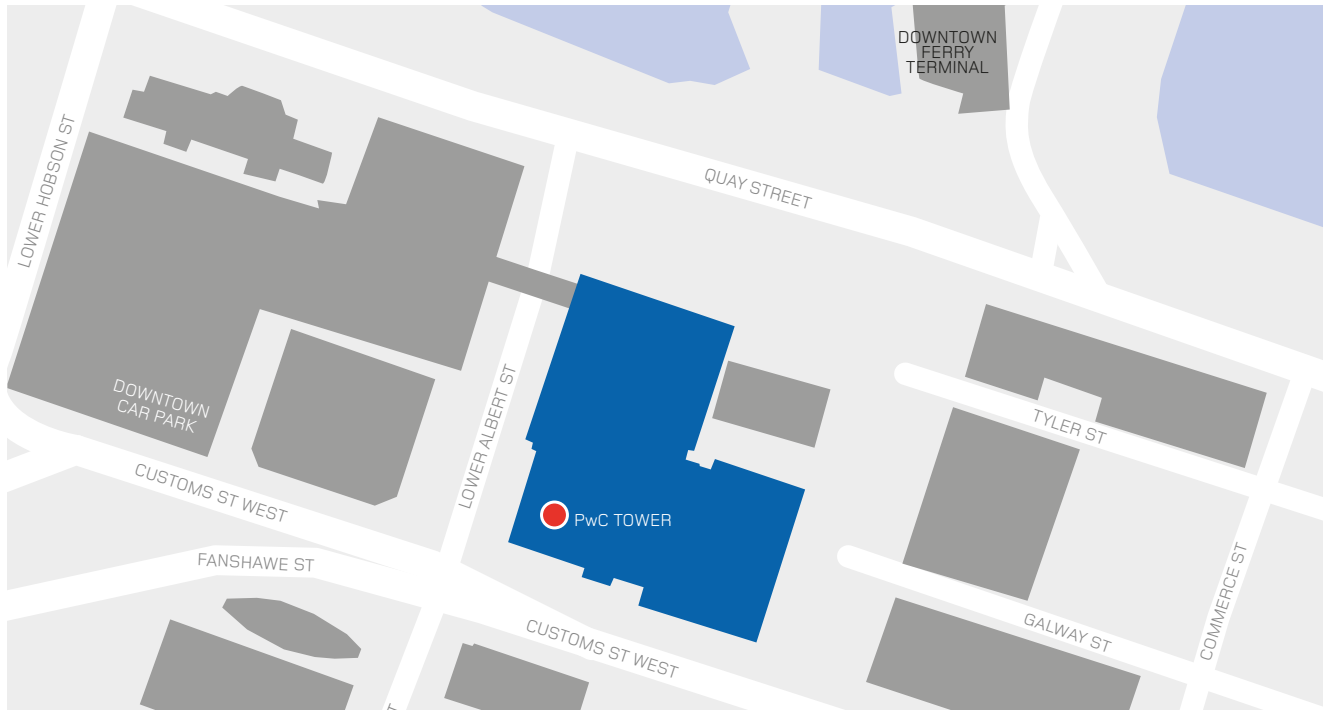 DOWNTOWN
FERRY
TERMINAL
LOWER HOBSON ST
QUAY STREET
DOWNTOWN
CAR PARK
LOWER ALBERT ST
TYLER ST
CUSTOMS ST WEST
PwC TOWER
FANSHAWE ST
COMMERCE ST
GALWAY ST
CUSTOMS ST WEST